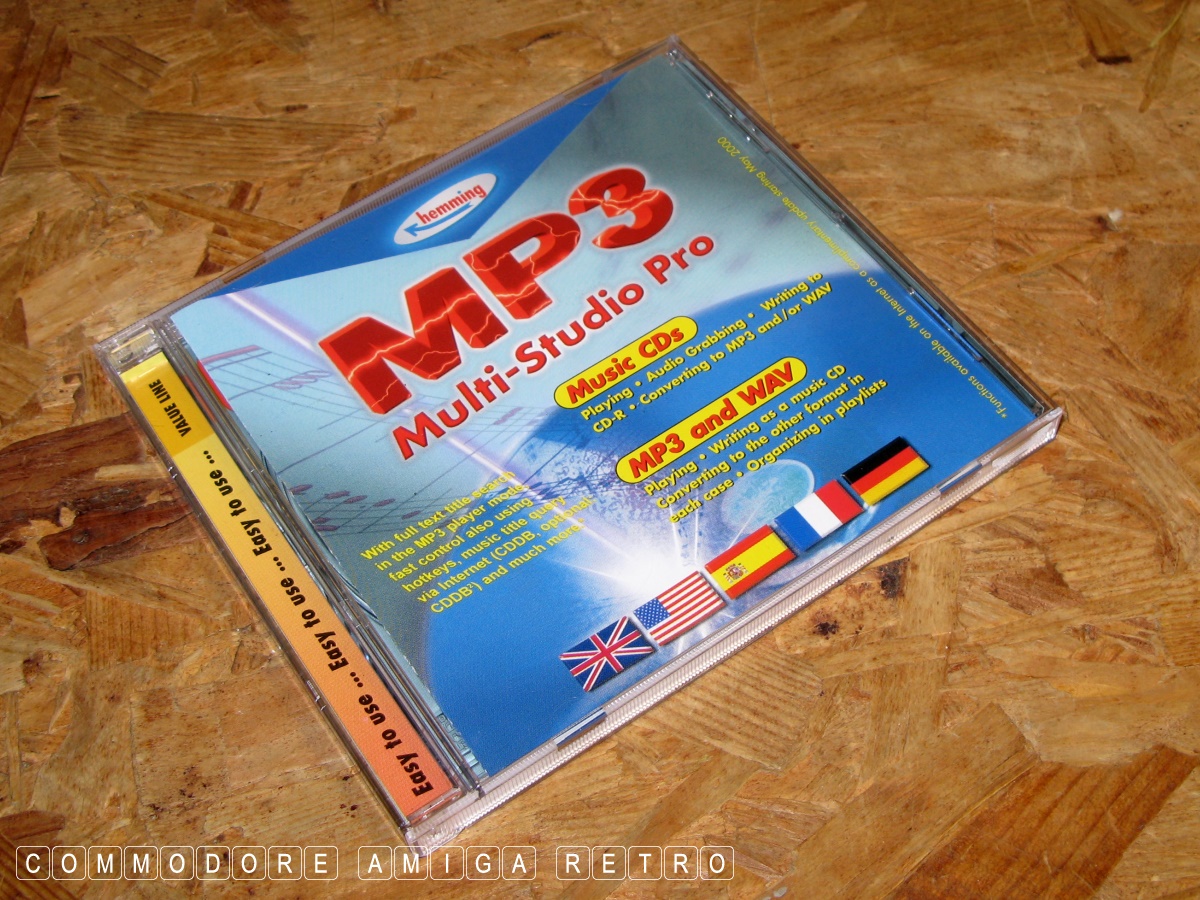 hemming
MP3
Multi-Studio Pro
Music CDs
Playing • Audio Grabbing • Writing to
CD-R • Converting to MP3 and/or WAV
MP3 and WAV
Playing • Writing as a music CD
Converting to the other format in
each case • Organizing in playlists
With full text title search
in the MP3 player mode,
fast control also using
hotkeys, music title query
via Internet (CDDB, optional
CDDB²) and much more
*Functions available on the Internet as a complimentary update starting May 2000
VALUE LINE
Easy to use ... Easy to use ... Easy to use ... Easy to use ...
COMMODORE AMIGA RETRO